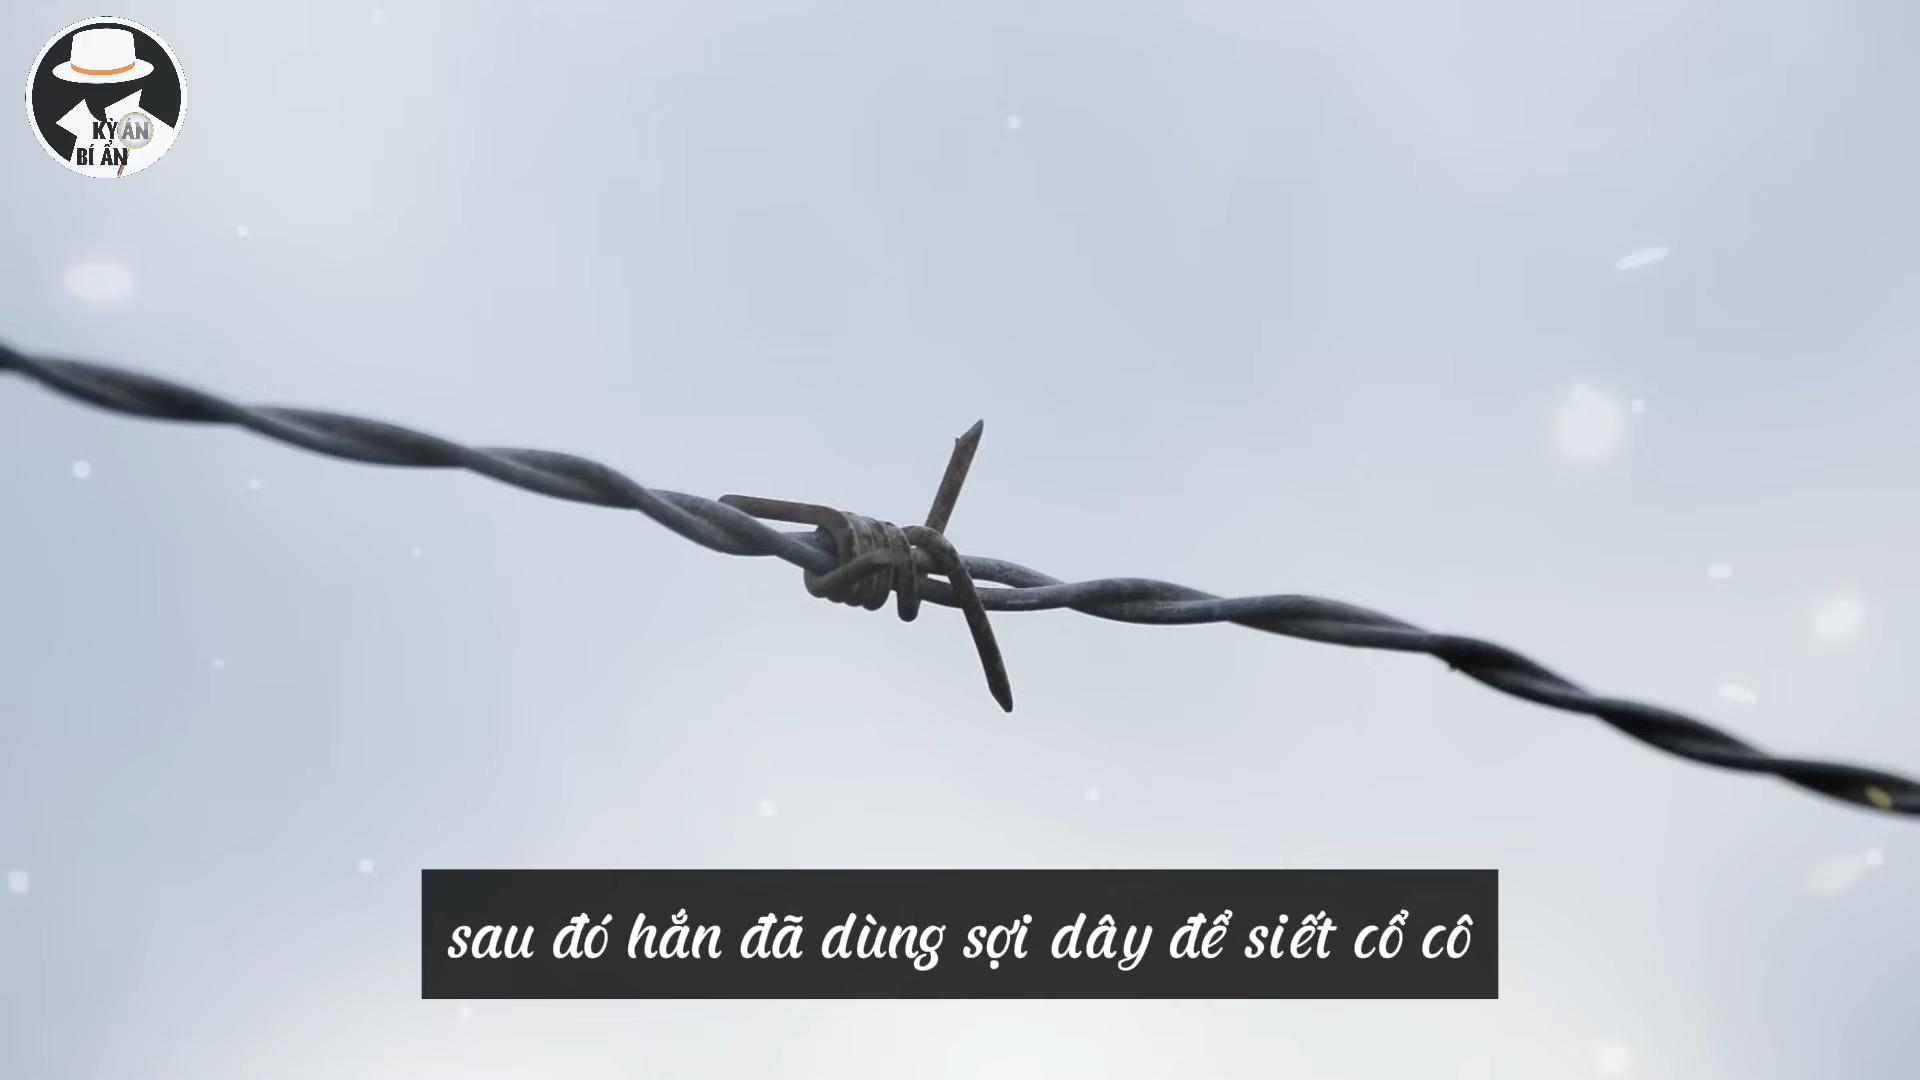 KỲ ÁN
BÍ ẨN
sau đó hắn đã dùng sợi dây để siết cổ cô